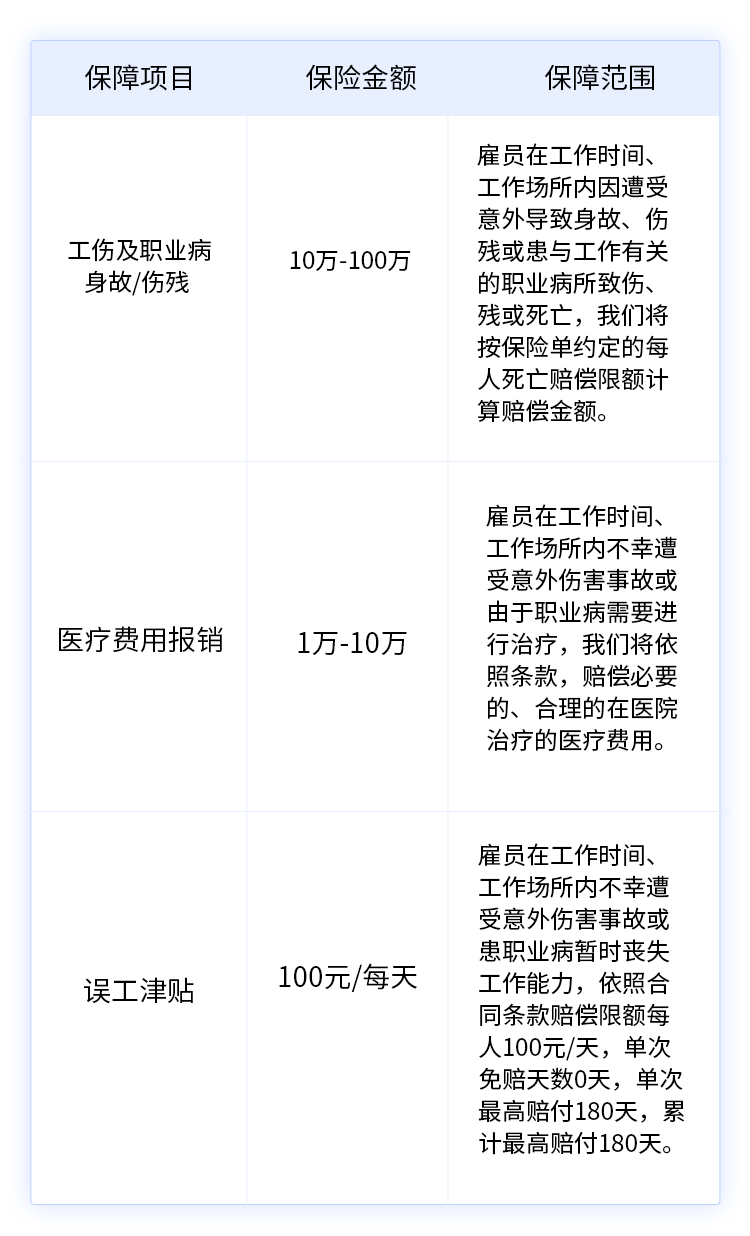 保障项目
保险金额
保障范围
工伤及职业病
身故/伤残
10万-100万
雇员在工作时间、
工作场所内因遭受
意外导致身故、伤
残或患与工作有关
的职业病所致伤、
残或死亡，我们将
按保险单约定的每
人死亡赔偿限额计
算赔偿金额。
医疗费用报销
1万-10万
雇员在工作时间、
工作场所内不幸遭
受意外伤害事故或
由于职业病需要进
行治疗，我们将依
照条款，赔偿必要
的、合理的在医院
治疗的医疗费用。
误工津贴
100元/每天
雇员在工作时间、
工作场所内不幸遭
受意外伤害事故或
患职业病暂时丧失
工作能力，依照合
同条款赔偿限额每
人100元/天，单次
免赔天数0天，单次
最高赔付180天，累
计最高赔付180天。